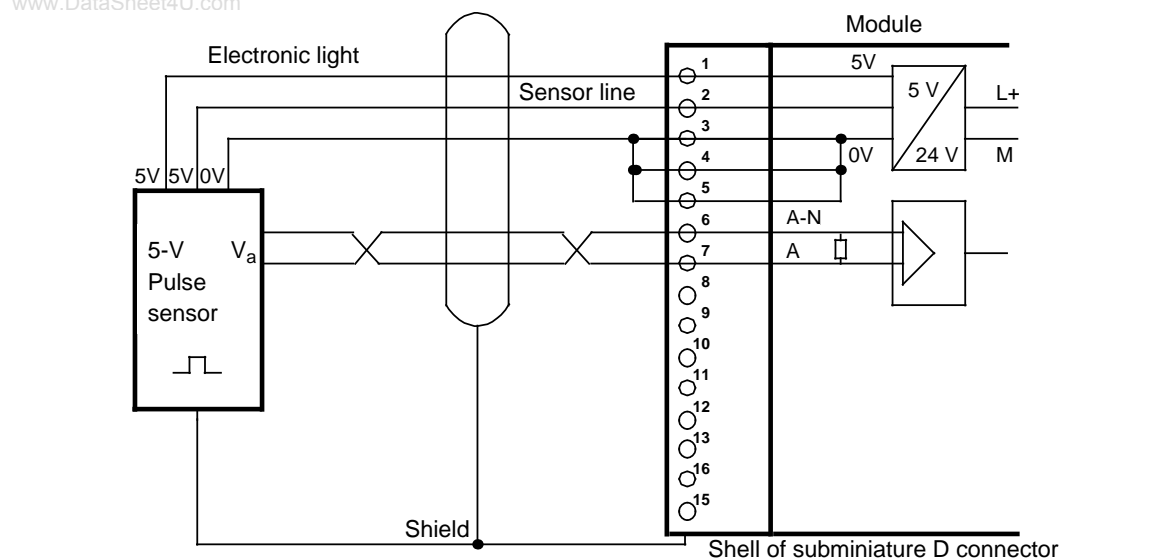 www.DataSheet4U.com
Module
Electronic light
1
5V
5 V
L+
Sensor line
2
3
24 V
M
0V
4
5V 5V 0V
5
6
A-N
5-V
Va
7
A
Pulse
8
sensor
9
10
11
12
13
16
15
Shield
Shell of subminiature D connector